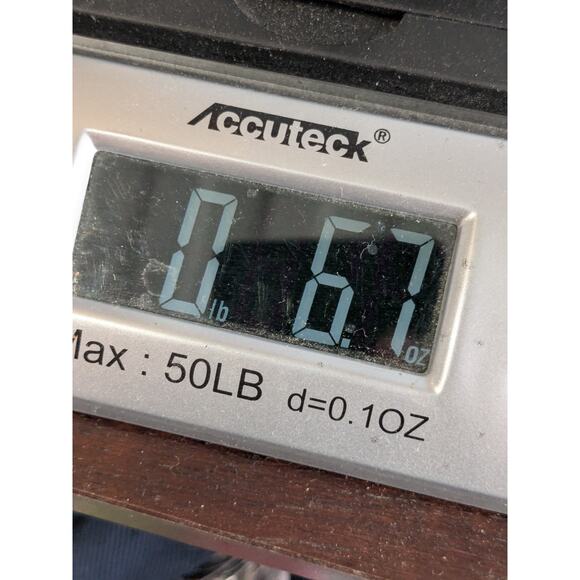 Accuteck®
0 lb 6.7 oz
Max : 50LB d=0.1OZ